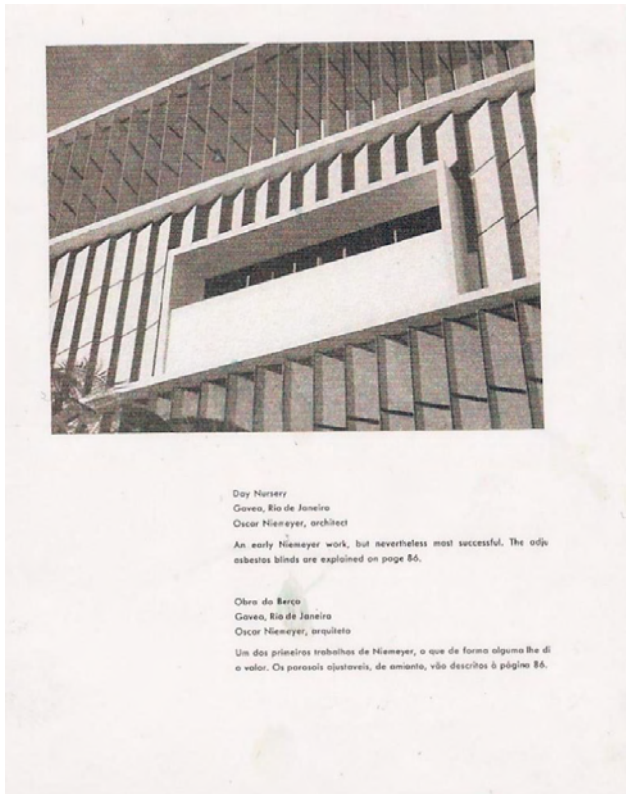 Day Nursery
Gavea, Rio de Janeiro
Oscar Niemeyer, architect
An early Niemeyer work, but nevertheless most successful. The adju
asbestos blinds are explained on page 86.
Obra do Berço
Gavea, Rio de Janeiro
Oscar Niemeyer, arquiteto
Um dos primeiros trabalhos de Niemeyer, o que de forma alguma lhe di
o valor. Os parasois ajustaveis, de amianto, vão descritos à página 86.